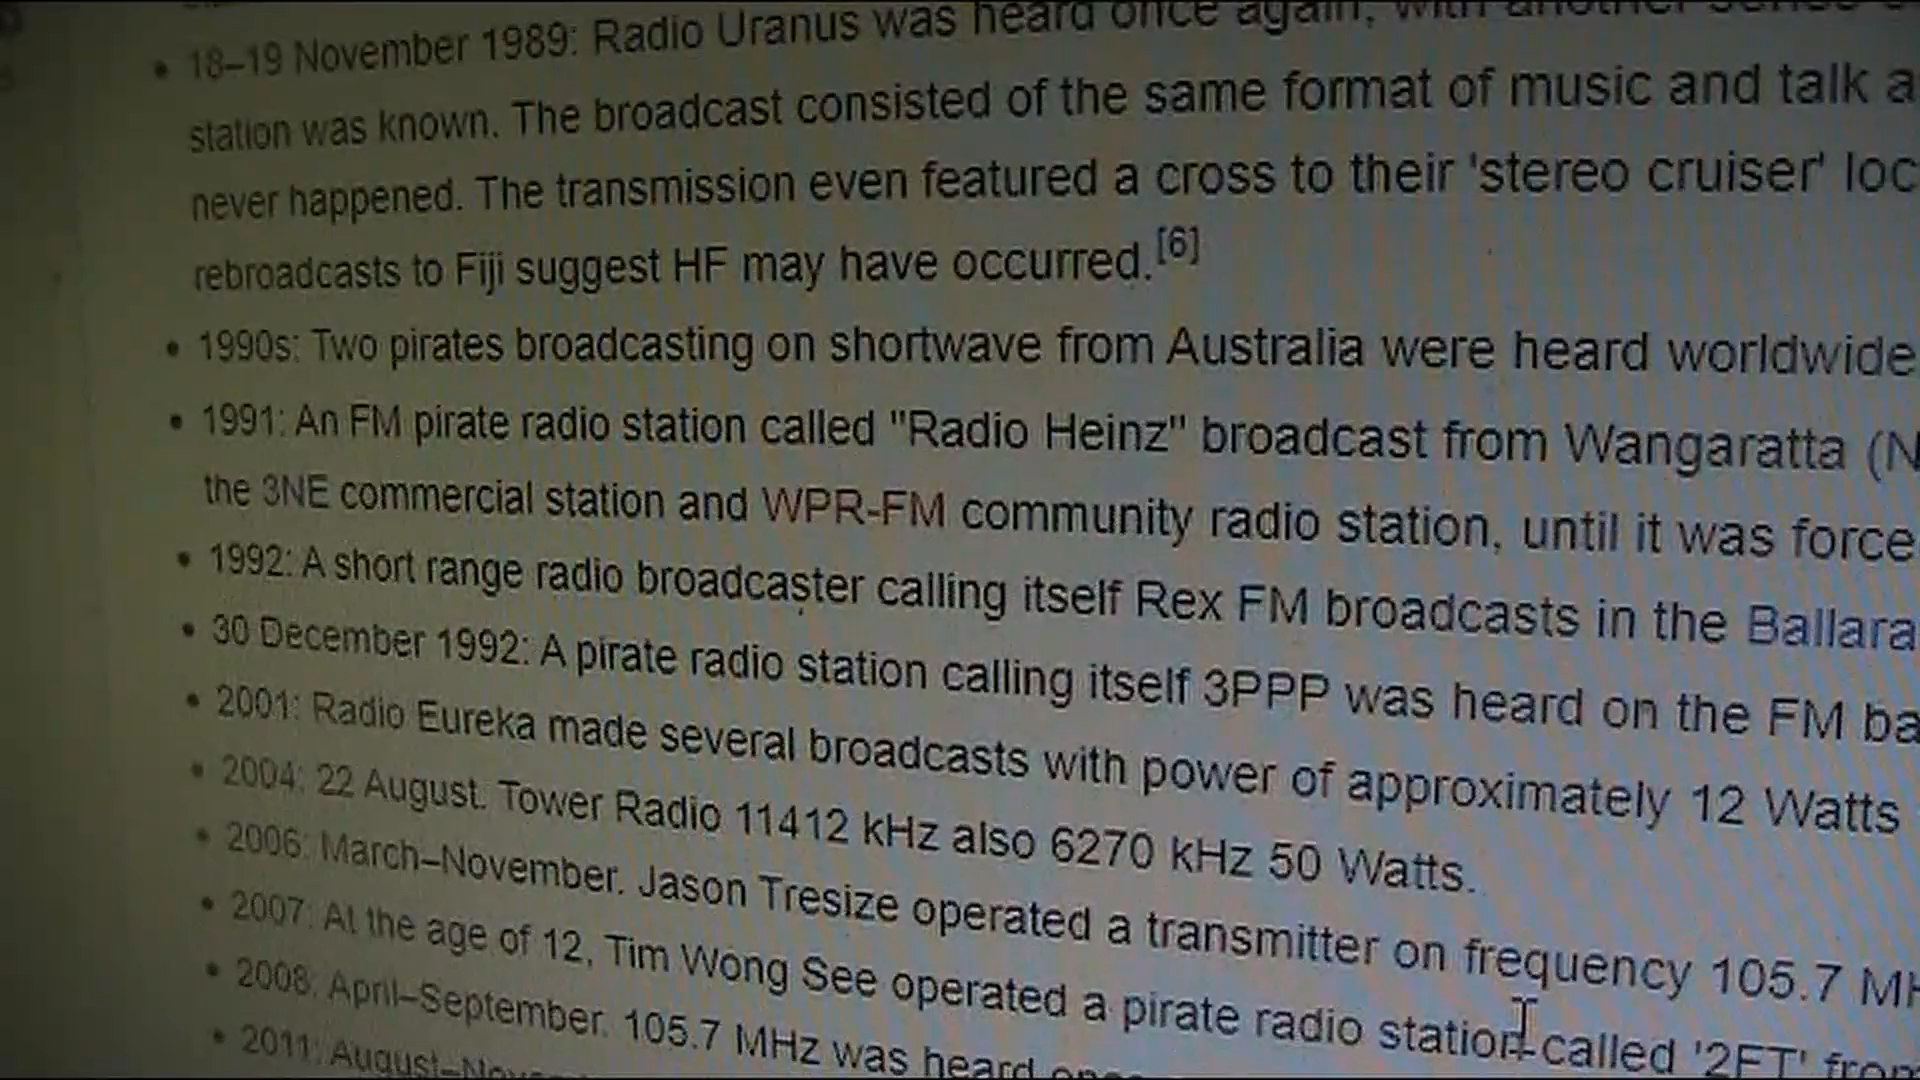 18–19 November 1989: Radio Uranus was heard once again, with another
station was known. The broadcast consisted of the same format of music and talk a
never happened. The transmission even featured a cross to their 'stereo cruiser' loc
rebroadcasts to Fiji suggest HF may have occurred.[6]
1990s: Two pirates broadcasting on shortwave from Australia were heard worldwide
1991: An FM pirate radio station called "Radio Heinz" broadcast from Wangaratta (N
the 3NE commercial station and WPR-FM community radio station, until it was force
1992: A short range radio broadcaster calling itself Rex FM broadcasts in the Ballara
30 December 1992: A pirate radio station calling itself 3PPP was heard on the FM ba
2001: Radio Eureka made several broadcasts with power of approximately 12 Watts
2004: 22 August. Tower Radio 11412 kHz also 6270 kHz 50 Watts.
2006: March–November. Jason Tresize operated a transmitter on frequency 105.7 MH
2007: At the age of 12, Tim Wong See operated a pirate radio station called '2FT' from
2008: April–September. 105.7 MHz was heard
2011: August–